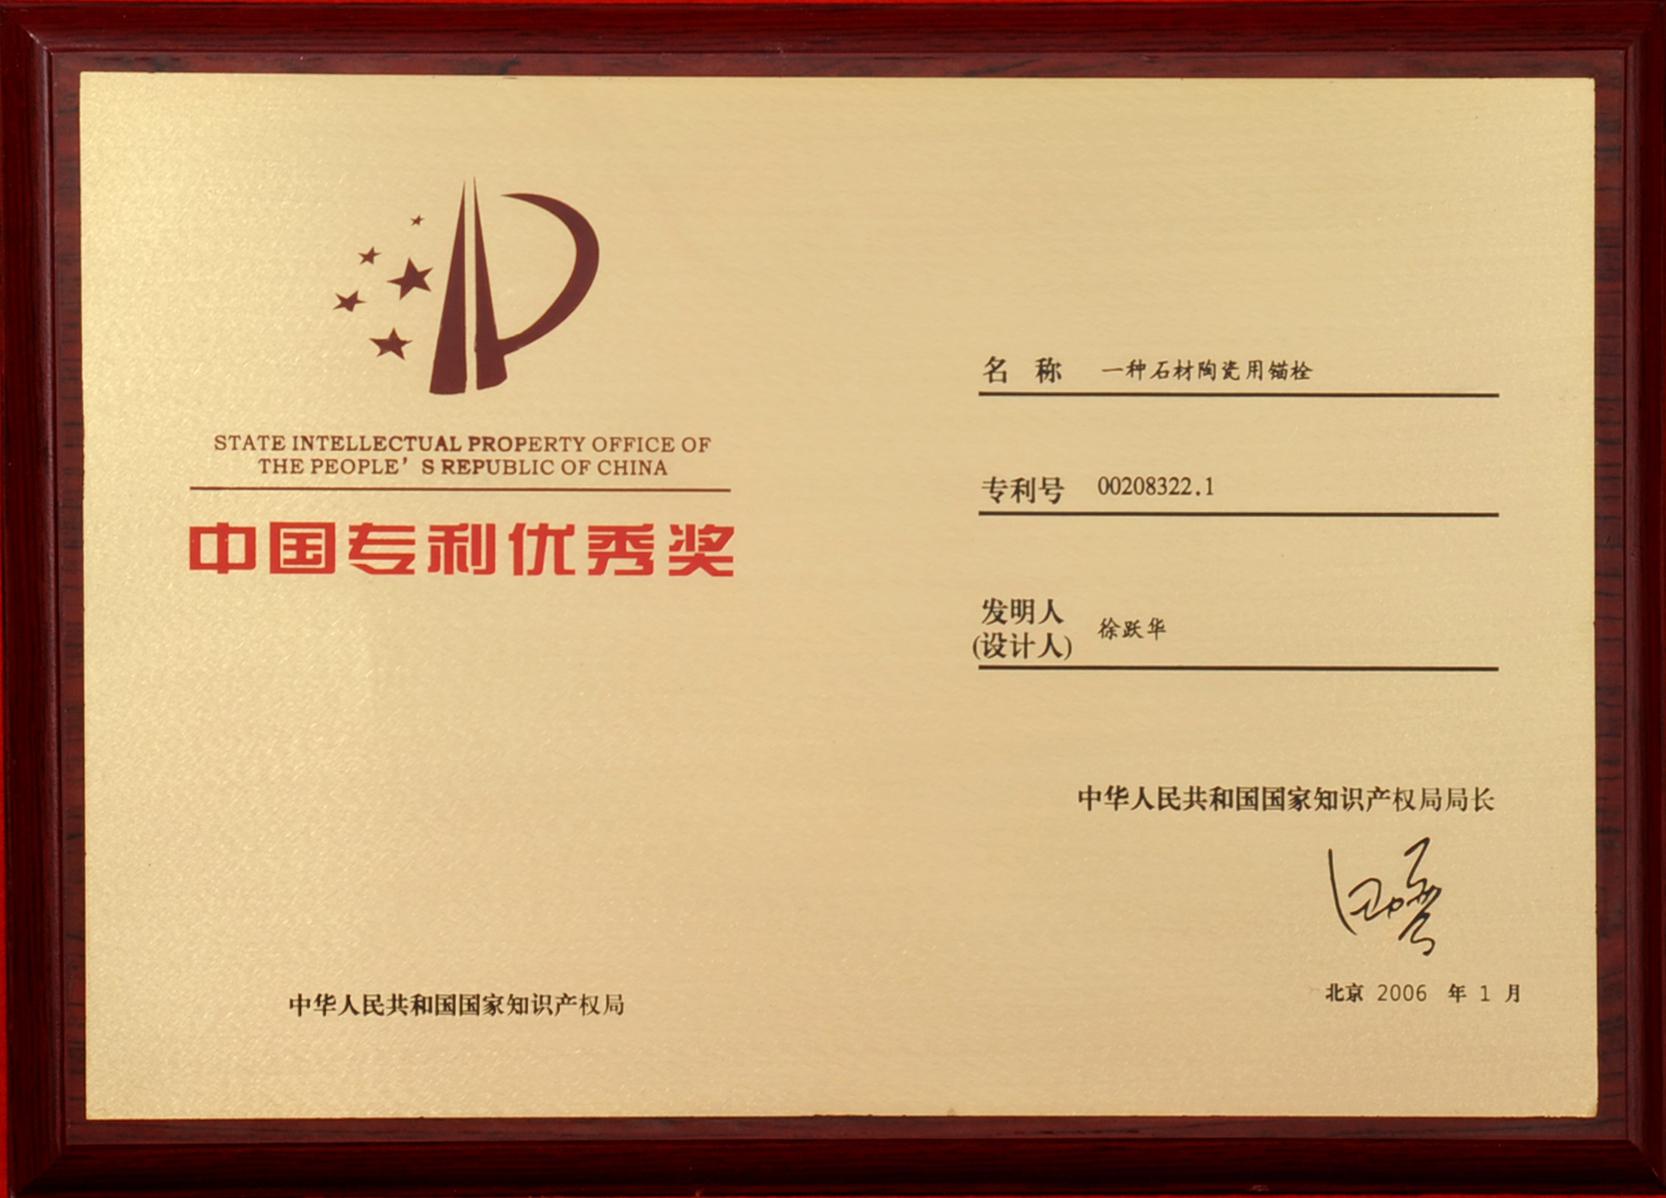 STATE INTELLECTUAL PROPERTY OFFICE OF
THE PEOPLE'S REPUBLIC OF CHINA
中国专利优秀奖
中华人民共和国国家知识产权局
名 称 一种石材陶瓷用锚栓
专利号 00208322.1
发明人
(设计人) 徐跃华
中华人民共和国国家知识产权局局长
北京 2006 年 1 月